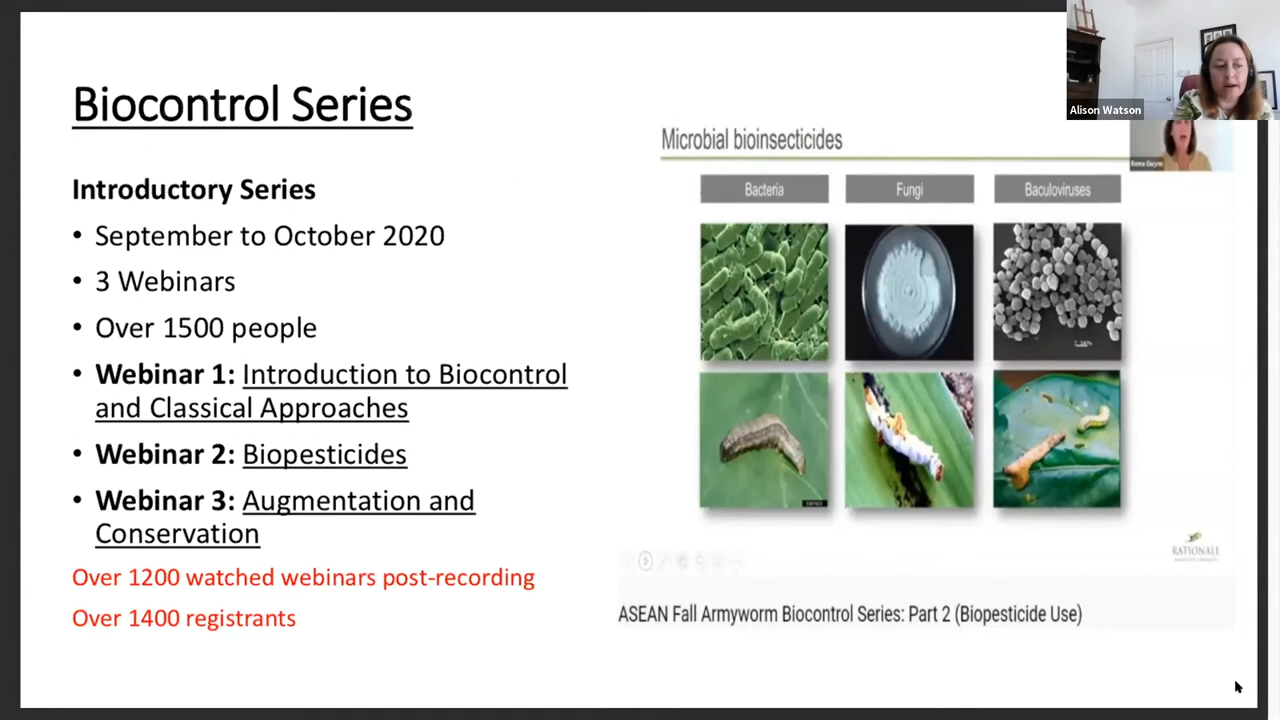 Biocontrol Series
Introductory Series
• September to October 2020
• 3 Webinars
• Over 1500 people
• Webinar 1: Introduction to Biocontrol
and Classical Approaches
• Webinar 2: Biopesticides
• Webinar 3: Augmentation and
Conservation
Over 1200 watched webinars post-recording
Over 1400 registrants
Alison Watson
Microbial bioinsecticides
Roma Gwynn
Bacteria
Fungi
Baculoviruses
RATIONALE
ASEAN Fall Armyworm Biocontrol Series: Part 2 (Biopesticide Use)